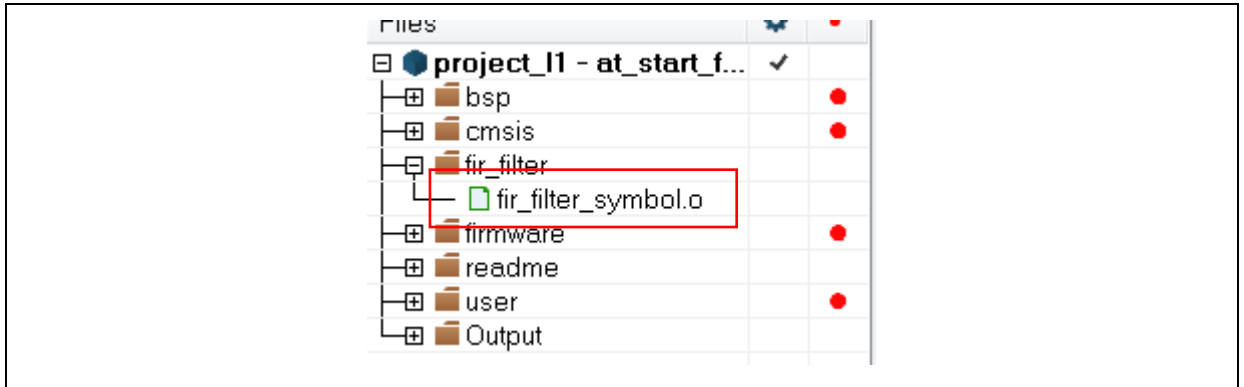 Files
project_l1 - at_start_f...
bsp
cmsis
fir_filter
fir_filter_symbol.o
firmware
readme
user
Output